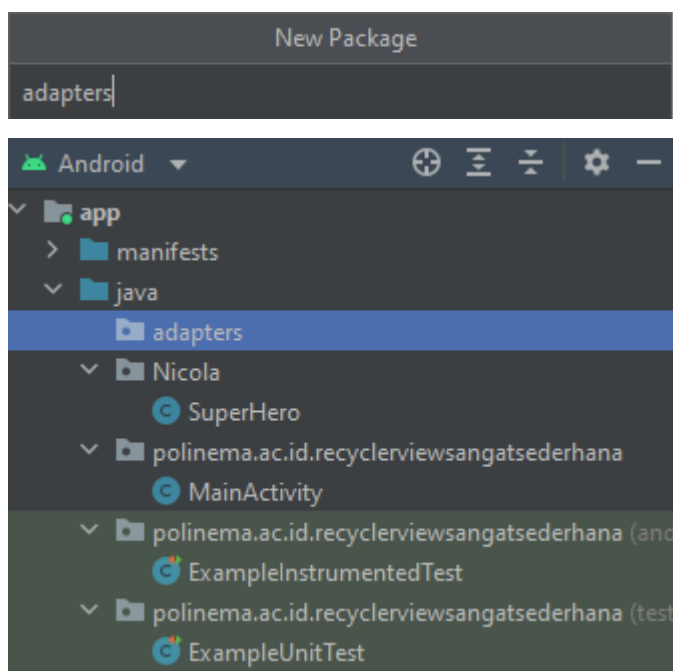 New Package
adapters
Android
app
manifests
java
adapters
Nicola
SuperHero
polinema.ac.id.recyclerviewsangatsederhana
MainActivity
polinema.ac.id.recyclerviewsangatsederhana (and
ExampleInstrumentedTest
polinema.ac.id.recyclerviewsangatsederhana (test
ExampleUnitTest